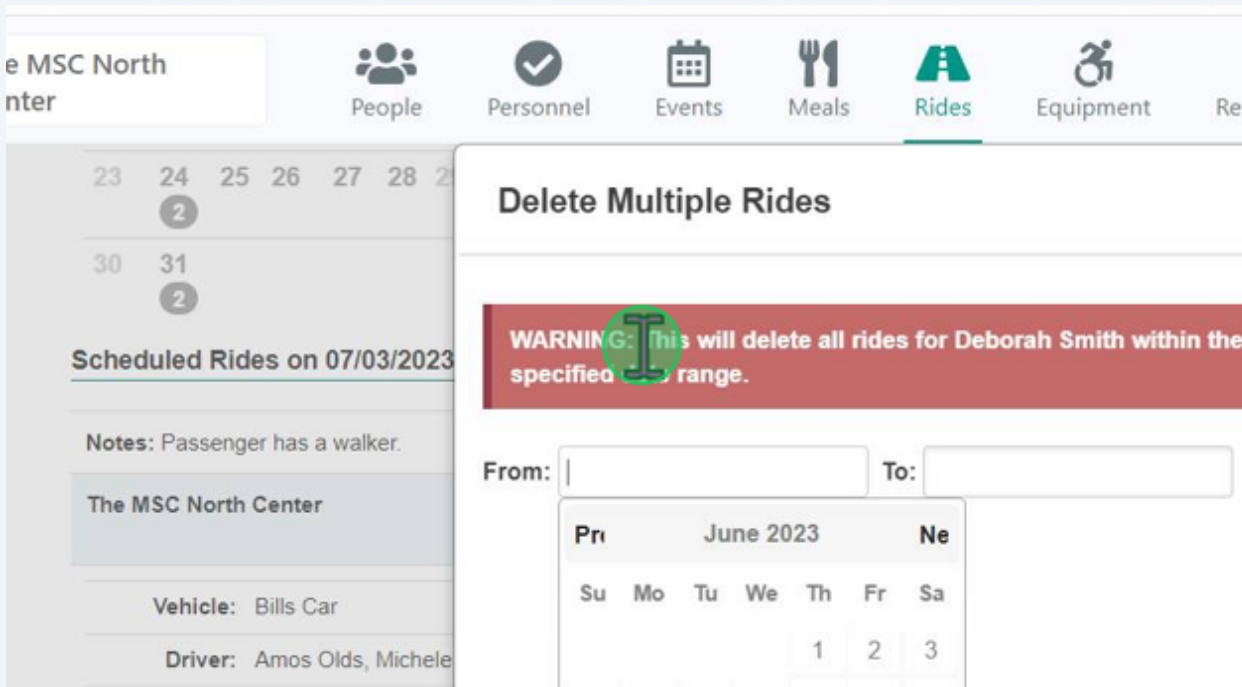 e MSC North
nter
People
Personnel
Events
Meals
Rides
Equipment
Re
23 24 25 26 27 28
2
30 31
2
Scheduled Rides on 07/03/2023
Notes: Passenger has a walker.
The MSC North Center
Vehicle: Bills Car
Driver: Amos Olds, Michele
Delete Multiple Rides
WARNING: This will delete all rides for Deborah Smith within the
specified range.
From: To:
Pr June 2023 Ne
Su Mo Tu We Th Fr Sa
1 2 3